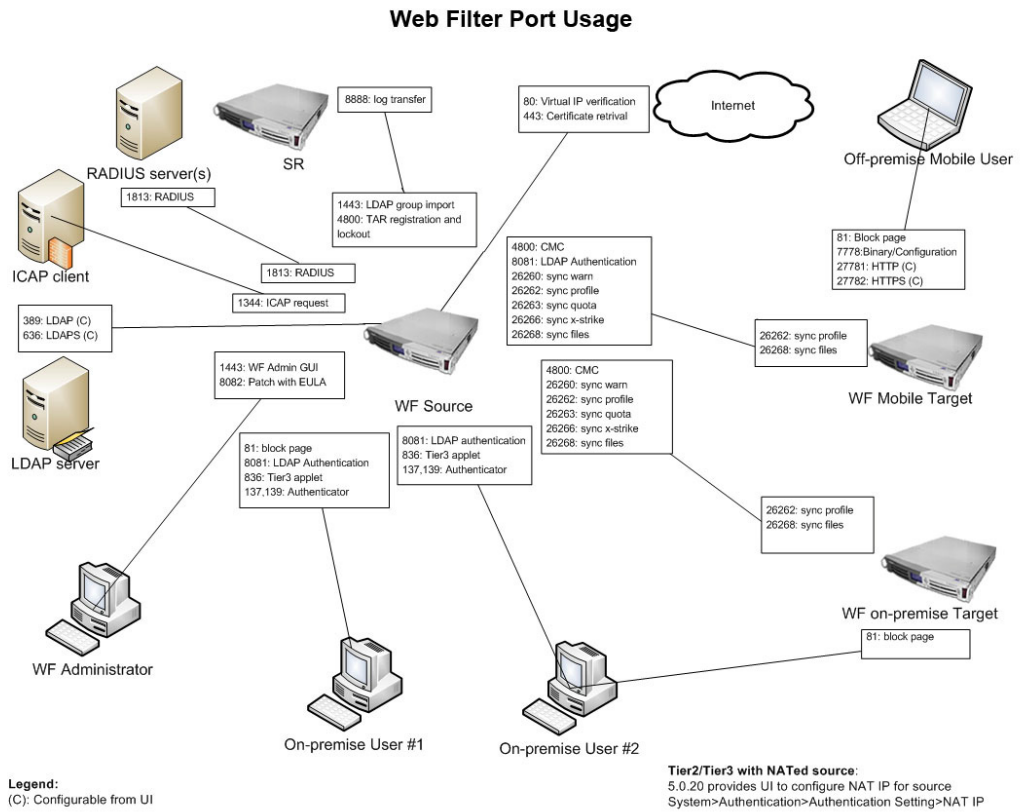 Web Filter Port Usage
8888: log transfer
80: Virtual IP verification
443: Certificate retrival
Internet
SR
Off-premise Mobile User
RADIUS server(s)
1813: RADIUS
1443: LDAP group import
4800: TAR registration and
lockout
81: Block page
7778:Binary/Configuration
27781: HTTP (C)
27782: HTTPS (C)
ICAP client
1813: RADIUS
1344: ICAP request
4800: CMC
8081: LDAP Authentication
26260: sync warn
26262: sync profile
26263: sync quota
26266: sync x-strike
26268: sync files
389: LDAP (C)
636: LDAPS (C)
26262: sync profile
26268: sync files
WF Mobile Target
1443: WF Admin GUI
8082: Patch with EULA
WF Source
4800: CMC
26260: sync warn
26262: sync profile
26263: sync quota
26266: sync x-strike
26268: sync files
LDAP server
81: block page
8081: LDAP Authentication
836: Tier3 applet
137,139: Authenticator
8081: LDAP authentication
836: Tier3 applet
137,139: Authenticator
26262: sync profile
26268: sync files
WF on-premise Target
81: block page
WF Administrator
On-premise User #1
On-premise User #2
Legend:
(C): Configurable from UI
Tier2/Tier3 with NATed source:
5.0.20 provides UI to configure NAT IP for source
System>Authentication>Authentication Setting>NAT IP